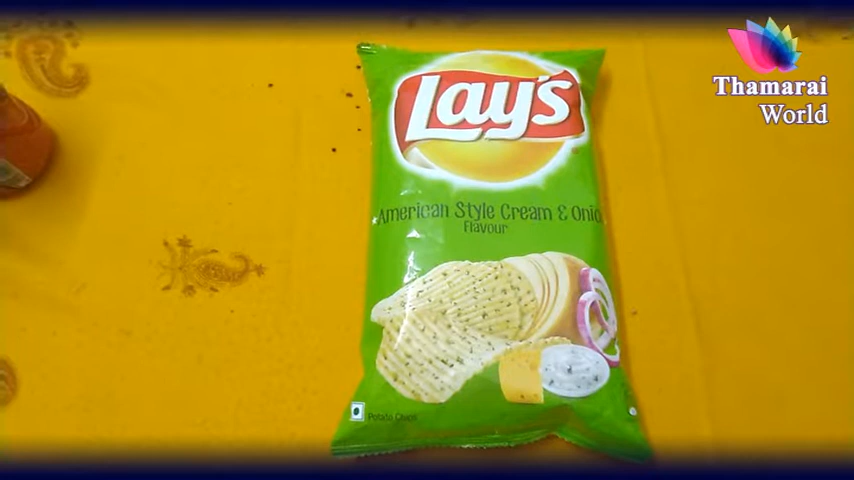 Lay's
American Style Cream & Onio
Flavour
Potato Chips
Thamarai
World